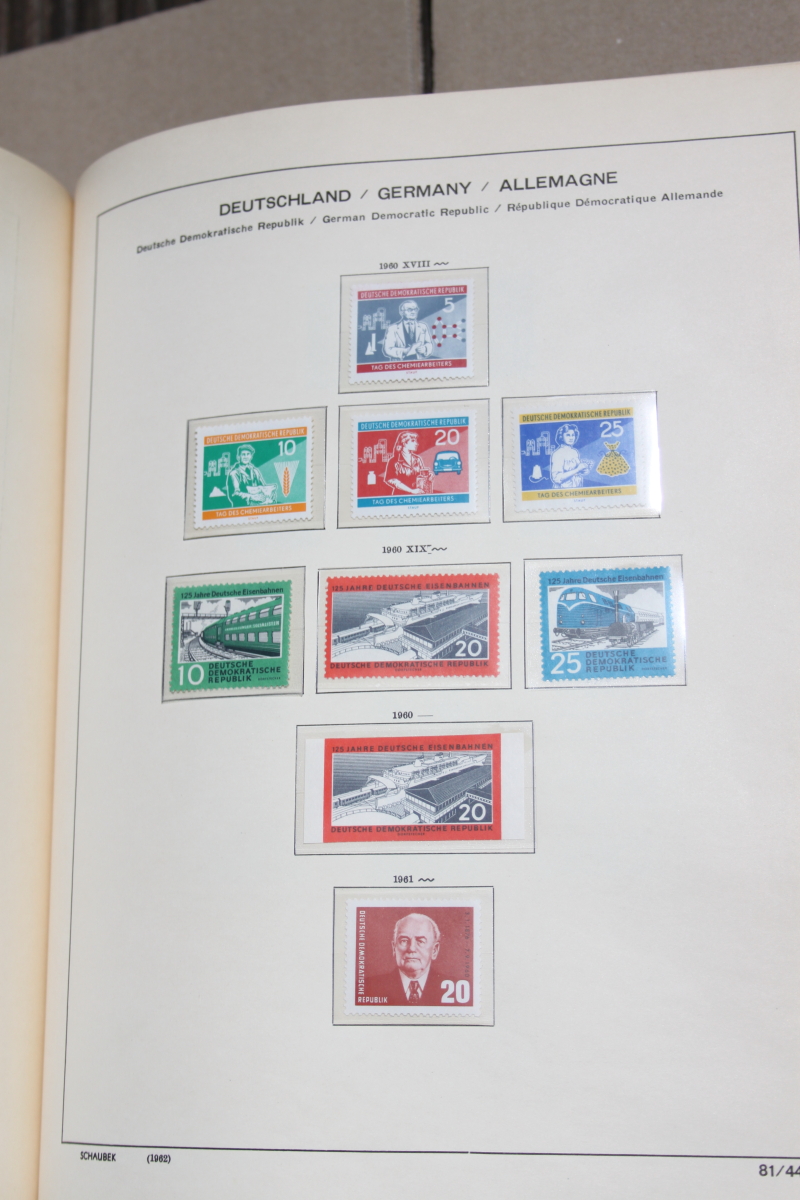 DEUTSCHLAND / GERMANY / ALLEMAGNE
Deutsche Demokratische Republik / German Democratic Republic / République Démocratique Allemande
1960 XVIII
DEUTSCHE DEMOKRATISCHE REPUBLIK
5
TAG DES CHEMIEARBEITERS
DEUTSCHE DEMOKRATISCHE REPUBLIK
10
TAG DES CHEMIEARBEITERS
DEUTSCHE DEMOKRATISCHE REPUBLIK
20
TAG DES CHEMIEARBEITERS
DEUTSCHE DEMOKRATISCHE REPUBLIK
25
TAG DES CHEMIEARBEITERS
1960 XIX
125 Jahre Deutsche Eisenbahnen
10 DEUTSCHE
DEMOKRATISCHE
REPUBLIK
125 JAHRE DEUTSCHE EISENBAHNEN
20
DEUTSCHE DEMOKRATISCHE REPUBLIK
125 Jahre Deutsche Eisenbahnen
25 DEUTSCHE
DEMOKRATISCHE
REPUBLIK
1960
125 JAHRE DEUTSCHE EISENBAHNEN
20
DEUTSCHE DEMOKRATISCHE REPUBLIK
1961
DEUTSCHE DEMOKRATISCHE
REPUBLIK
20
SCHAUBEK (1962)
81/44